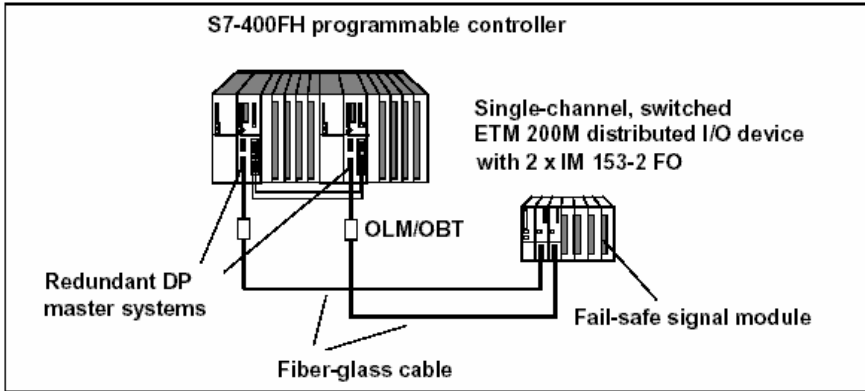 S7-400FH programmable controller
Single-channel, switched
ETM 200M distributed I/O device
with 2 x IM 153-2 FO
OLM/OBT
Redundant DP
master systems
Fail-safe signal module
Fiber-glass cable